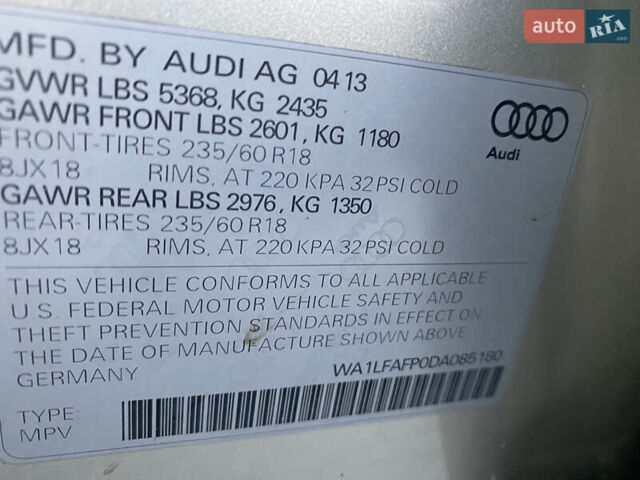 auto RIA
.com
MFD. BY AUDI AG 0413
GVWR LBS 5368, KG 2435
GAWR FRONT LBS 2601, KG 1180
FRONT-TIRES 235/60 R18
8JX18 RIMS, AT 220 KPA 32 PSI COLD
GAWR REAR LBS 2976, KG 1350
REAR-TIRES 235/60 R18
8JX18 RIMS, AT 220 KPA 32 PSI COLD
Audi
THIS VEHICLE CONFORMS TO ALL APPLICABLE
U.S. FEDERAL MOTOR VEHICLE SAFETY AND
THEFT PREVENTION STANDARDS IN EFFECT ON
THE DATE OF MANUFACTURE SHOWN ABOVE
GERMANY
WA1LFAFP0DA085180
TYPE:
MPV